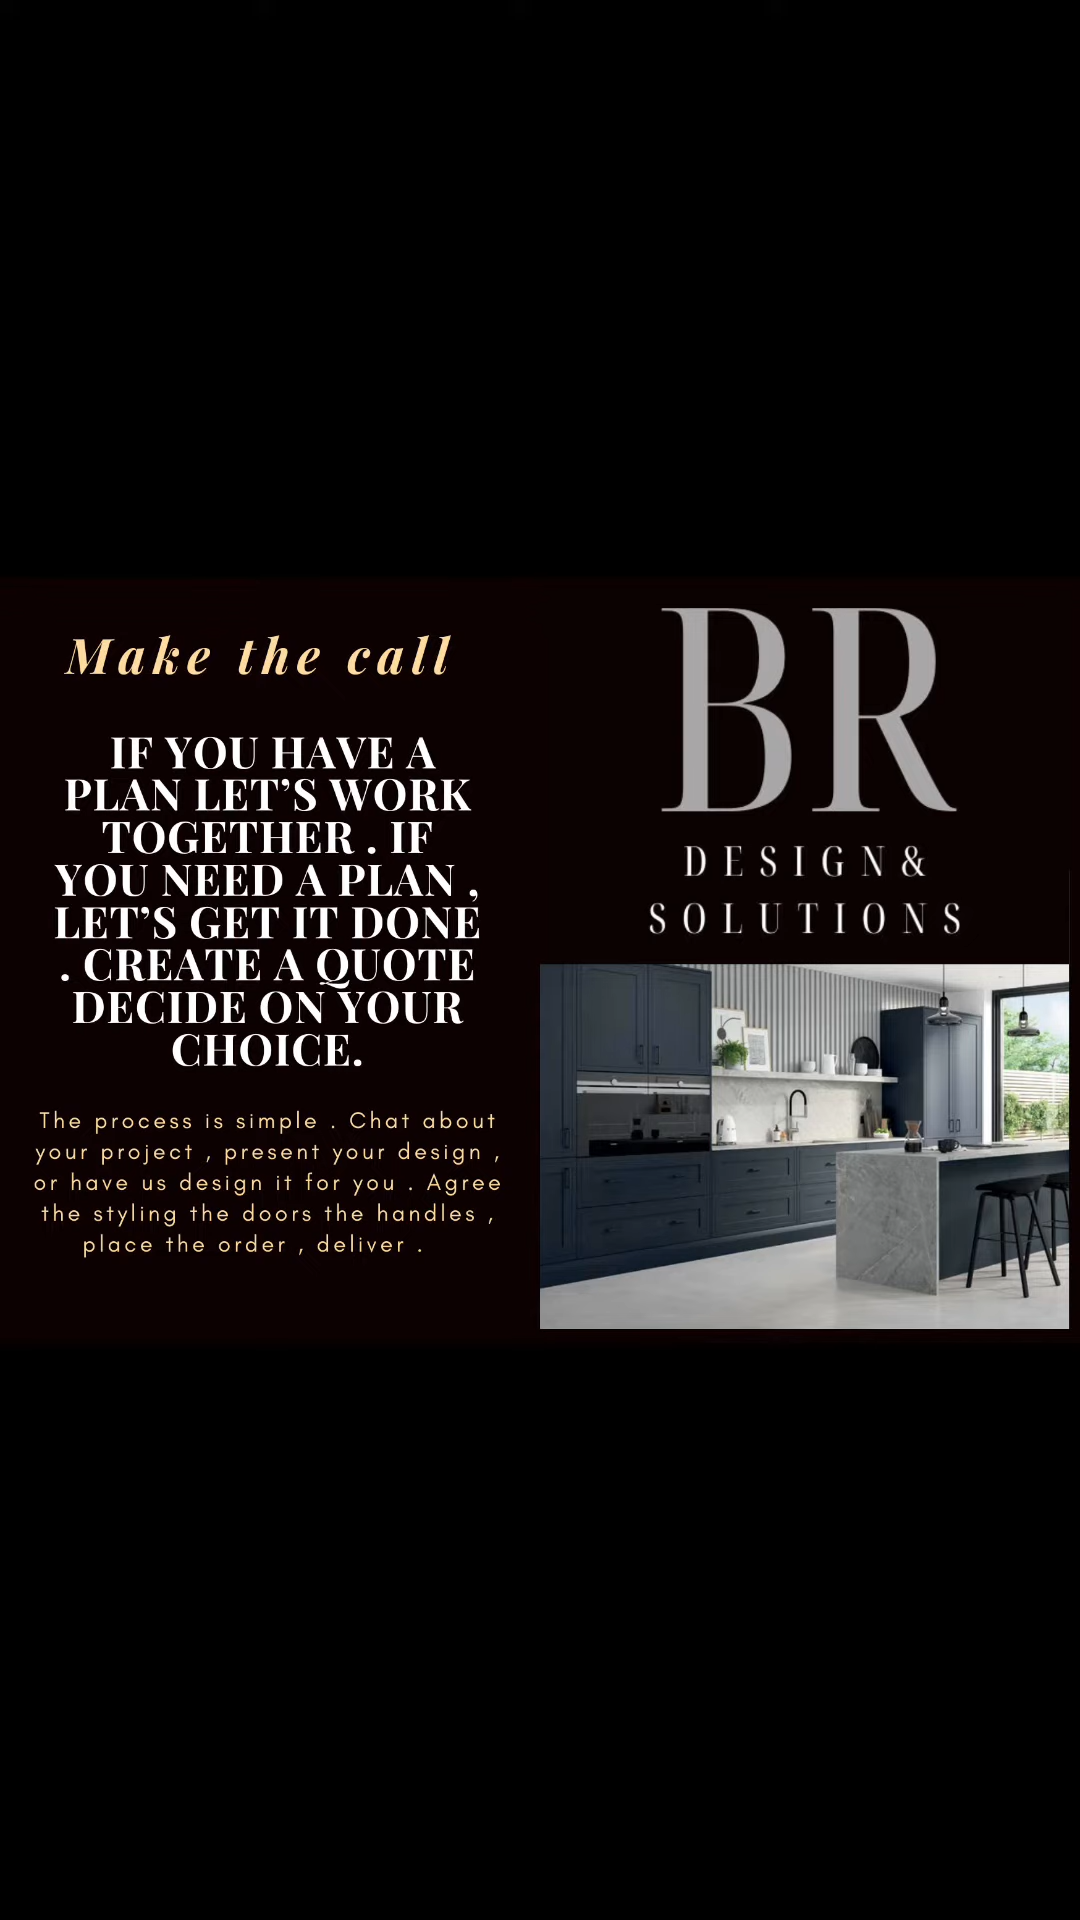 Make the call
IF YOU HAVE A
PLAN LET’S WORK
TOGETHER . IF
YOU NEED A PLAN ,
LET’S GET IT DONE
. CREATE A QUOTE
DECIDE ON YOUR
CHOICE.
The process is simple . Chat about
your project , present your design ,
or have us design it for you . Agree
the styling the doors the handles ,
place the order , deliver .
BR
DESIGN&
SOLUTIONS